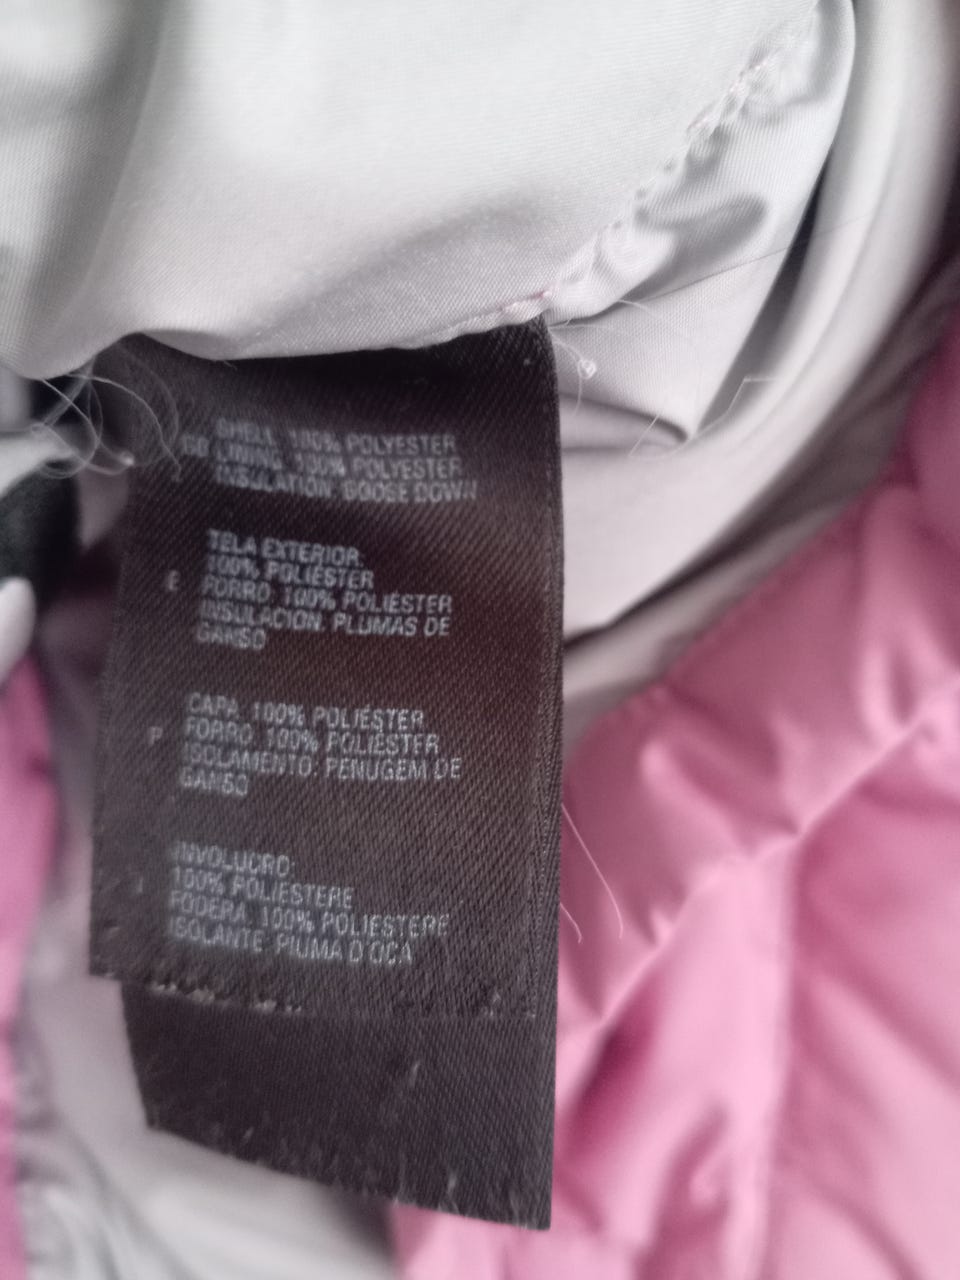 SHELL: 100% POLYESTER
GB LINING: 100% POLYESTER
INSULATION: GOOSE DOWN
TELA EXTERIOR:
100% POLIÉSTER
E FORRO: 100% POLIÉSTER
INSULACIÓN: PLUMAS DE
GANSO
CAPA: 100% POLIÉSTER
P FORRO: 100% POLIÉSTER
ISOLAMENTO: PENUGEM DE
GANSO
INVOLUCRO:
100% POLIESTERE
FODERA: 100% POLIESTERE
ISOLANTE: PIUMA D'OCA